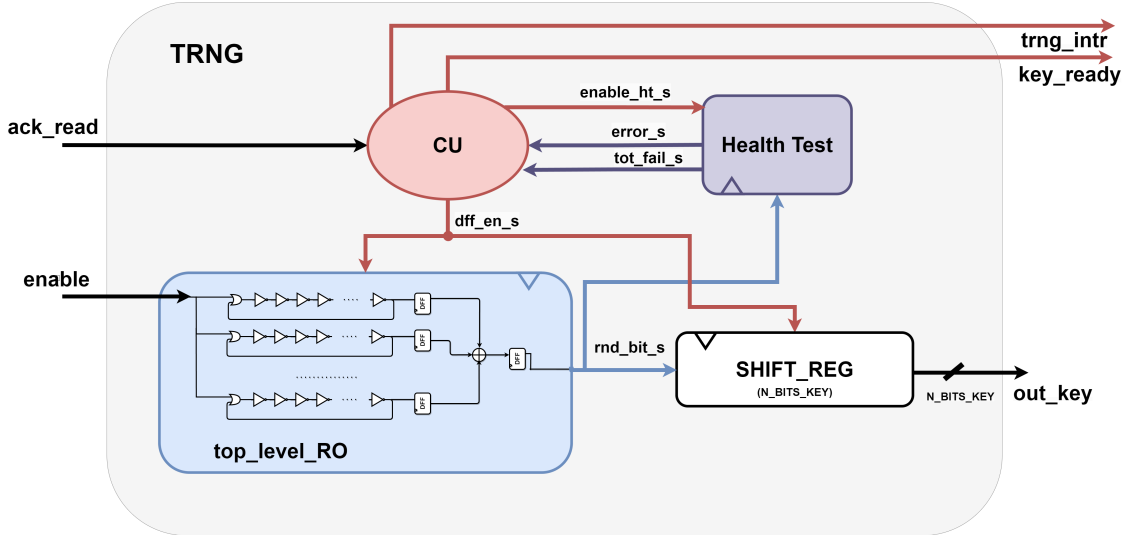 TRNG
trng_intr
key_ready
enable_ht_s
ack_read
CU
error_s
Health Test
tot_fail_s
dff_en_s
enable
DFF
DFF
DFF
DFF
rnd_bit_s
SHIFT_REG
(N_BITS_KEY)
N_BITS_KEY
out_key
top_level_RO